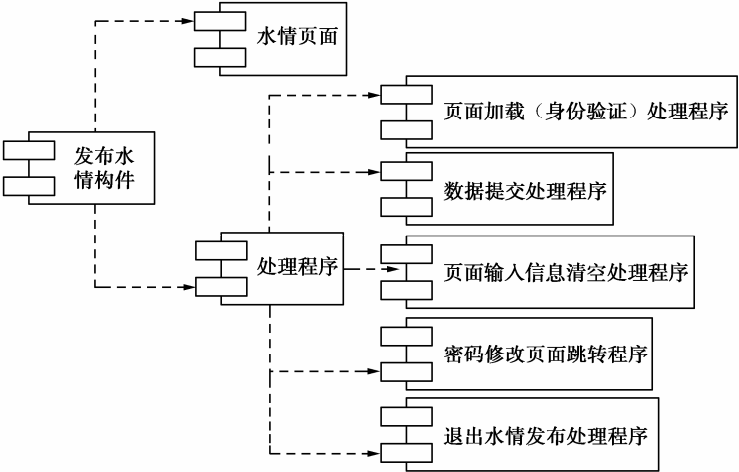 水情页面
页面加载（身份验证）处理程序
发布水
情构件
数据提交处理程序
处理程序
页面输入信息清空处理程序
密码修改页面跳转程序
退出水情发布处理程序